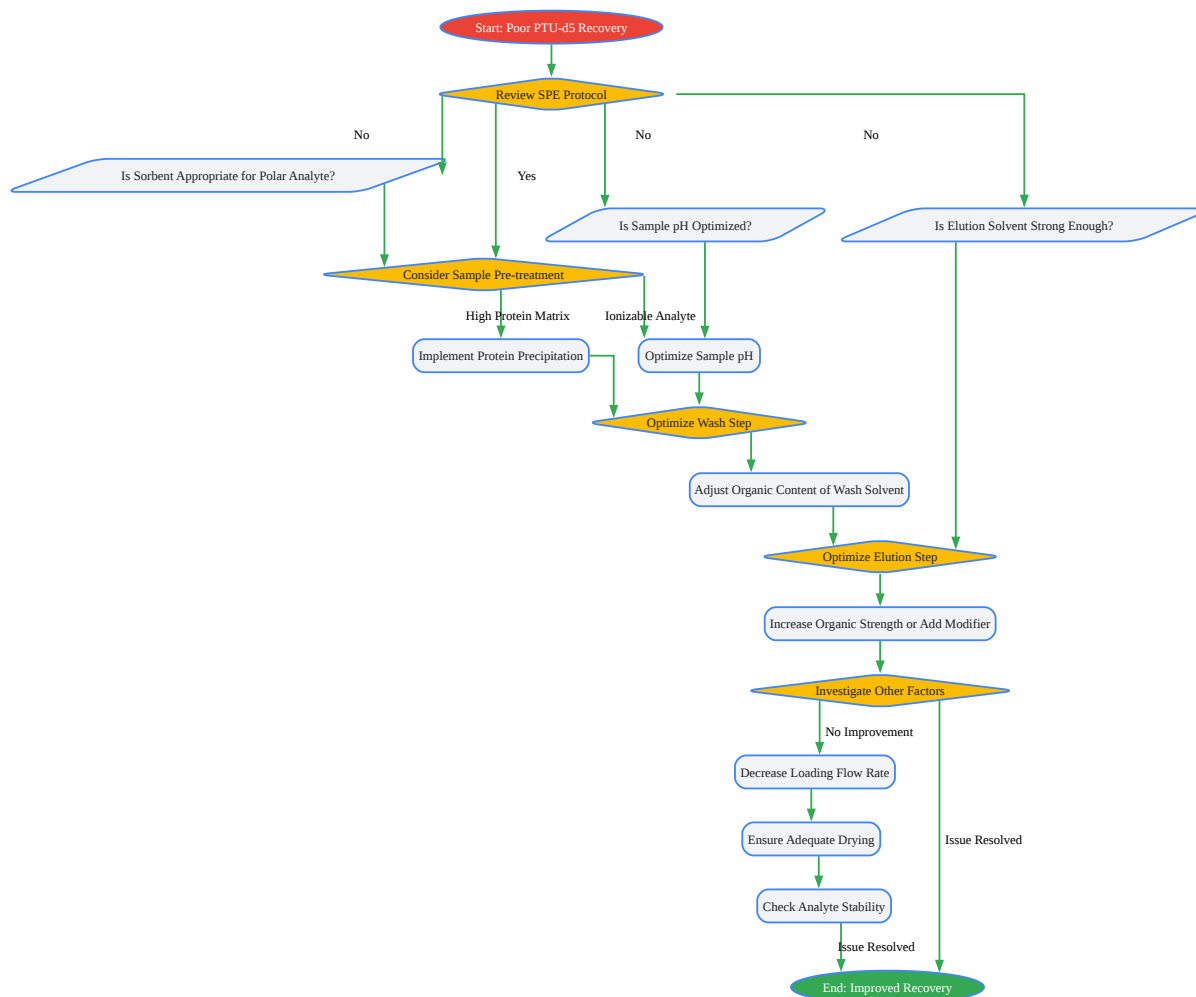 Start: Poor PTU-d5 Recovery
Review SPE Protocol
No
No
No
Is Sorbent Appropriate for Polar Analyte?
Yes
Is Sample pH Optimized?
Is Elution Solvent Strong Enough?
Consider Sample Pre-treatment
High Protein Matrix
Ionizable Analyte
Implement Protein Precipitation
Optimize Sample pH
Optimize Wash Step
Adjust Organic Content of Wash Solvent
Optimize Elution Step
Increase Organic Strength or Add Modifier
Investigate Other Factors
No Improvement
Decrease Loading Flow Rate
Ensure Adequate Drying
Issue Resolved
Check Analyte Stability
Issue Resolved
End: Improved Recovery